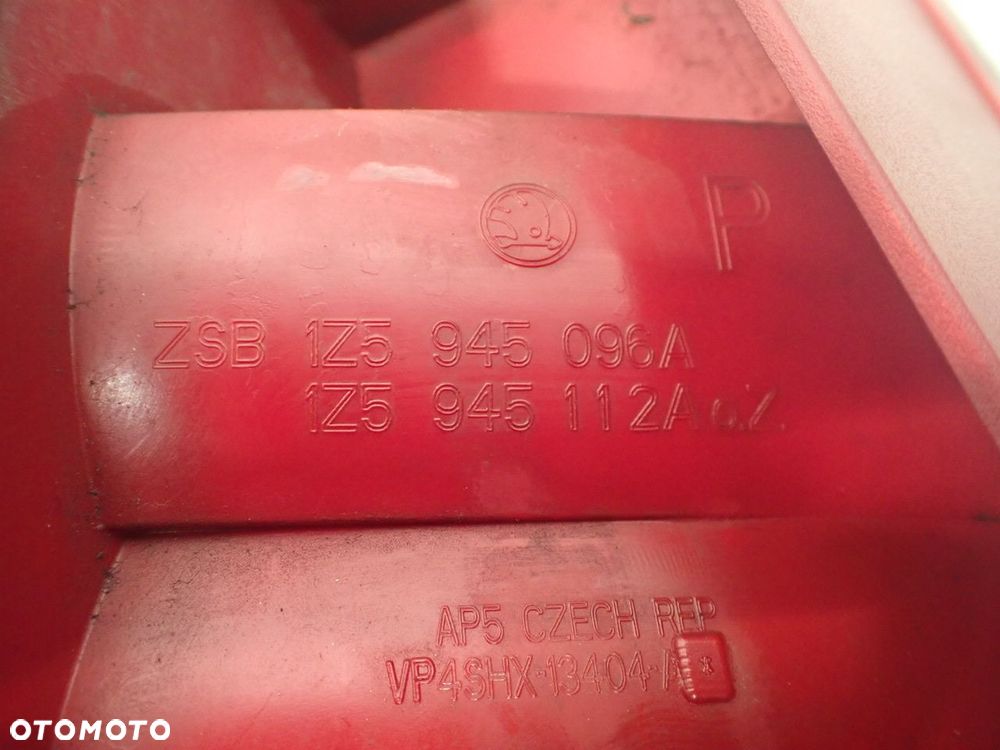 P
ZSB 1Z5 945 096A
1Z5 945 112A o.Z.
AP5 CZECH REP
VP4SHX-13404-A *
OTOMOTO